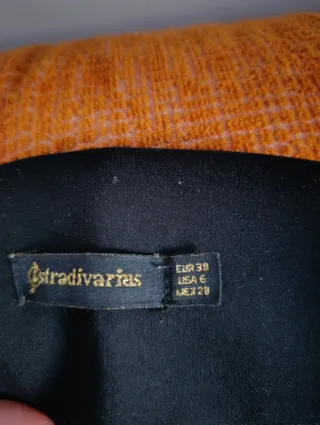 Stradivarius
EUR 38
USA 6
MEX 28